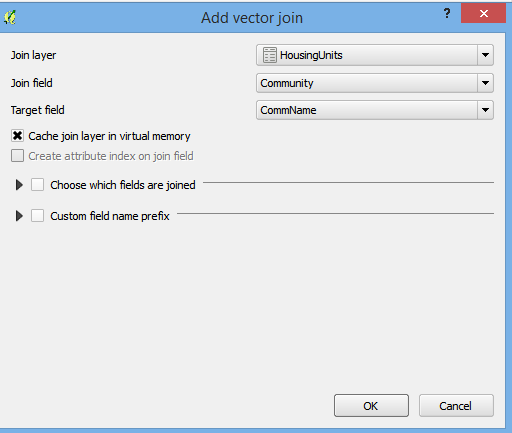 Add vector join
?
Join layer HousingUnits
Join field Community
Target field CommName
Cache join layer in virtual memory
Create attribute index on join field
Choose which fields are joined
Custom field name prefix
OK Cancel